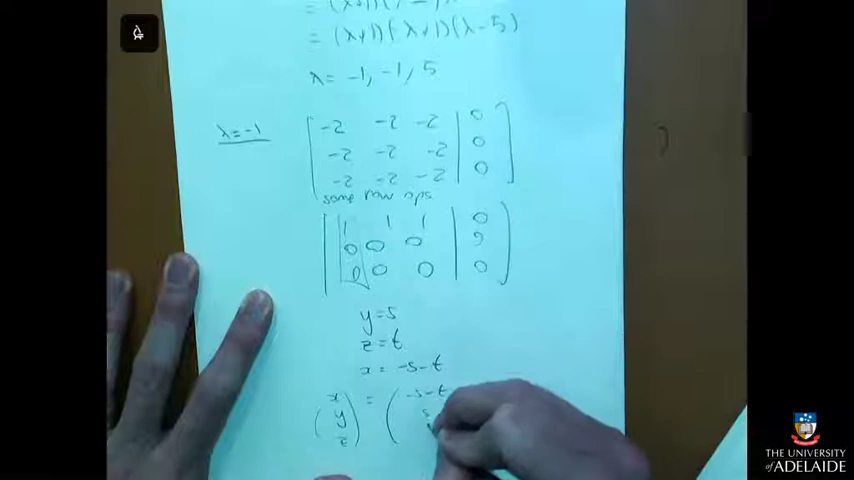 = (λ+1)(λ+1)(λ-5)
λ = -1, -1, 5
λ=-1
-2 -2 -2 | 0
-2 -2 -2 | 0
-2 -2 -2 | 0
some row ops
1 1 1 | 0
0 0 0 | 0
0 0 0 | 0
y=s
z=t
x = -s-t
x = -s-t
y s
z
THE UNIVERSITY
of ADELAIDE